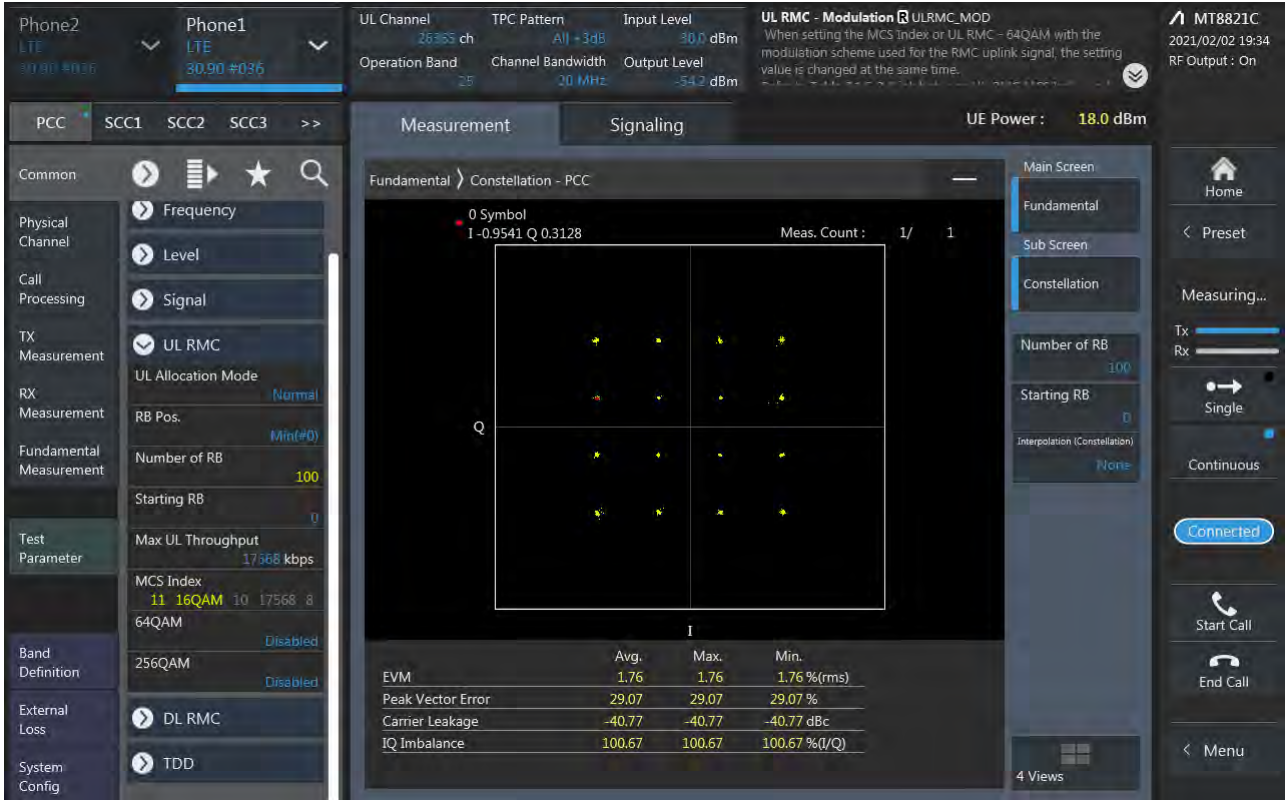 Phone2
LTE
30.90 #036
Phone1
LTE
30.90 #036
UL Channel
26365 ch
TPC Pattern
All +3dB
Input Level
30.0 dBm
Operation Band
25
Channel Bandwidth
20 MHz
Output Level
-54.2 dBm
UL RMC - Modulation R ULRMC_MOD
When setting the MCS Index or UL RMC - 64QAM with the
modulation scheme used for the RMC uplink signal, the setting
value is changed at the same time.
MT8821C
2021/02/02 19:34
RF Output : On
PCC SCC1 SCC2 SCC3 >>
Measurement
Signaling
UE Power : 18.0 dBm
Common
Physical
Channel
Call
Processing
TX
Measurement
RX
Measurement
Fundamental
Measurement
Test
Parameter
Band
Definition
External
Loss
System
Config
Frequency
Level
Signal
UL RMC
UL Allocation Mode
Normal
RB Pos.
Min(#0)
Number of RB
100
Starting RB
0
Max UL Throughput
17568 kbps
MCS Index
11 16QAM 10 17568 8
64QAM
Disabled
256QAM
Disabled
DL RMC
TDD
Fundamental > Constellation - PCC
0 Symbol
I -0.9541 Q 0.3128
Meas. Count : 1/ 1
Q
I
Avg. Max. Min.
EVM 1.76 1.76 1.76 %(rms)
Peak Vector Error 29.07 29.07 29.07 %
Carrier Leakage -40.77 -40.77 -40.77 dBc
IQ Imbalance 100.67 100.67 100.67 %(I/Q)
Main Screen
Fundamental
Sub Screen
Constellation
Number of RB
100
Starting RB
0
Interpolation (Constellation)
None
4 Views
Home
< Preset
Measuring...
Tx
Rx
Single
Continuous
Connected
Start Call
End Call
< Menu